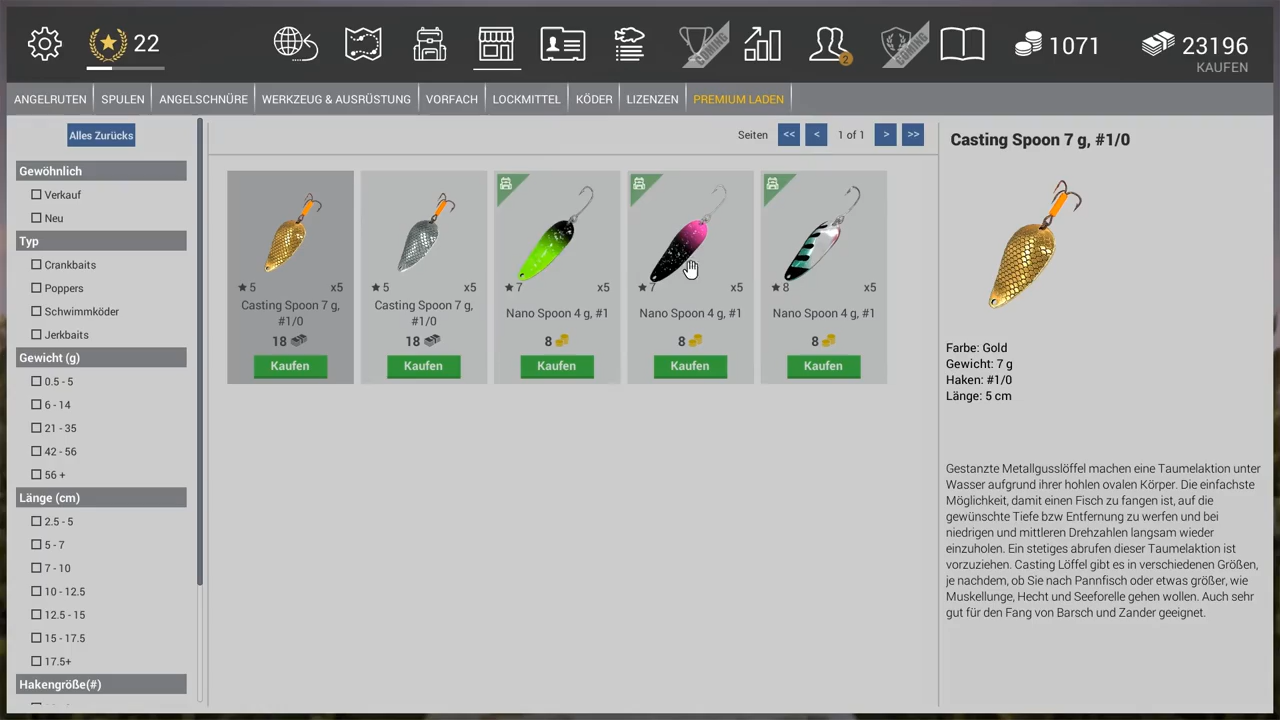 22
COMING
2
COMING
1071
23196
KAUFEN
ANGELRUTEN
SPULEN
ANGELSCHNÜRE
WERKZEUG & AUSRÜSTUNG
VORFACH
LOCKMITTEL
KÖDER
LIZENZEN
PREMIUM LADEN
Alles Zurücks
Gewöhnlich
Verkauf
Neu
Typ
Crankbaits
Poppers
Schwimmköder
Jerkbaits
Gewicht (g)
0.5 - 5
6 - 14
21 - 35
42 - 56
56 +
Länge (cm)
2.5 - 5
5 - 7
7 - 10
10 - 12.5
12.5 - 15
15 - 17.5
17.5+
Hakengröße(#)
Seiten << < 1 of 1 > >>
5 x5
Casting Spoon 7 g,
#1/0
18
Kaufen
5 x5
Casting Spoon 7 g,
#1/0
18
Kaufen
7 x5
Nano Spoon 4 g, #1
8
Kaufen
7 x5
Nano Spoon 4 g, #1
8
Kaufen
8 x5
Nano Spoon 4 g, #1
8
Kaufen
Casting Spoon 7 g, #1/0
Farbe: Gold
Gewicht: 7 g
Haken: #1/0
Länge: 5 cm
Gestanzte Metallgusslöffel machen eine Taumelaktion unter
Wasser aufgrund ihrer hohlen ovalen Körper. Die einfachste
Möglichkeit, damit einen Fisch zu fangen ist, auf die
gewünschte Tiefe bzw Entfernung zu werfen und bei
niedrigen und mittleren Drehzahlen langsam wieder
einzuholen. Ein stetiges abrufen dieser Taumelaktion ist
vorzuziehen. Casting Löffel gibt es in verschiedenen Größen,
je nachdem, ob Sie nach Pannfisch oder etwas größer, wie
Muskellunge, Hecht und Seeforelle gehen wollen. Auch sehr
gut für den Fang von Barsch und Zander geeignet.